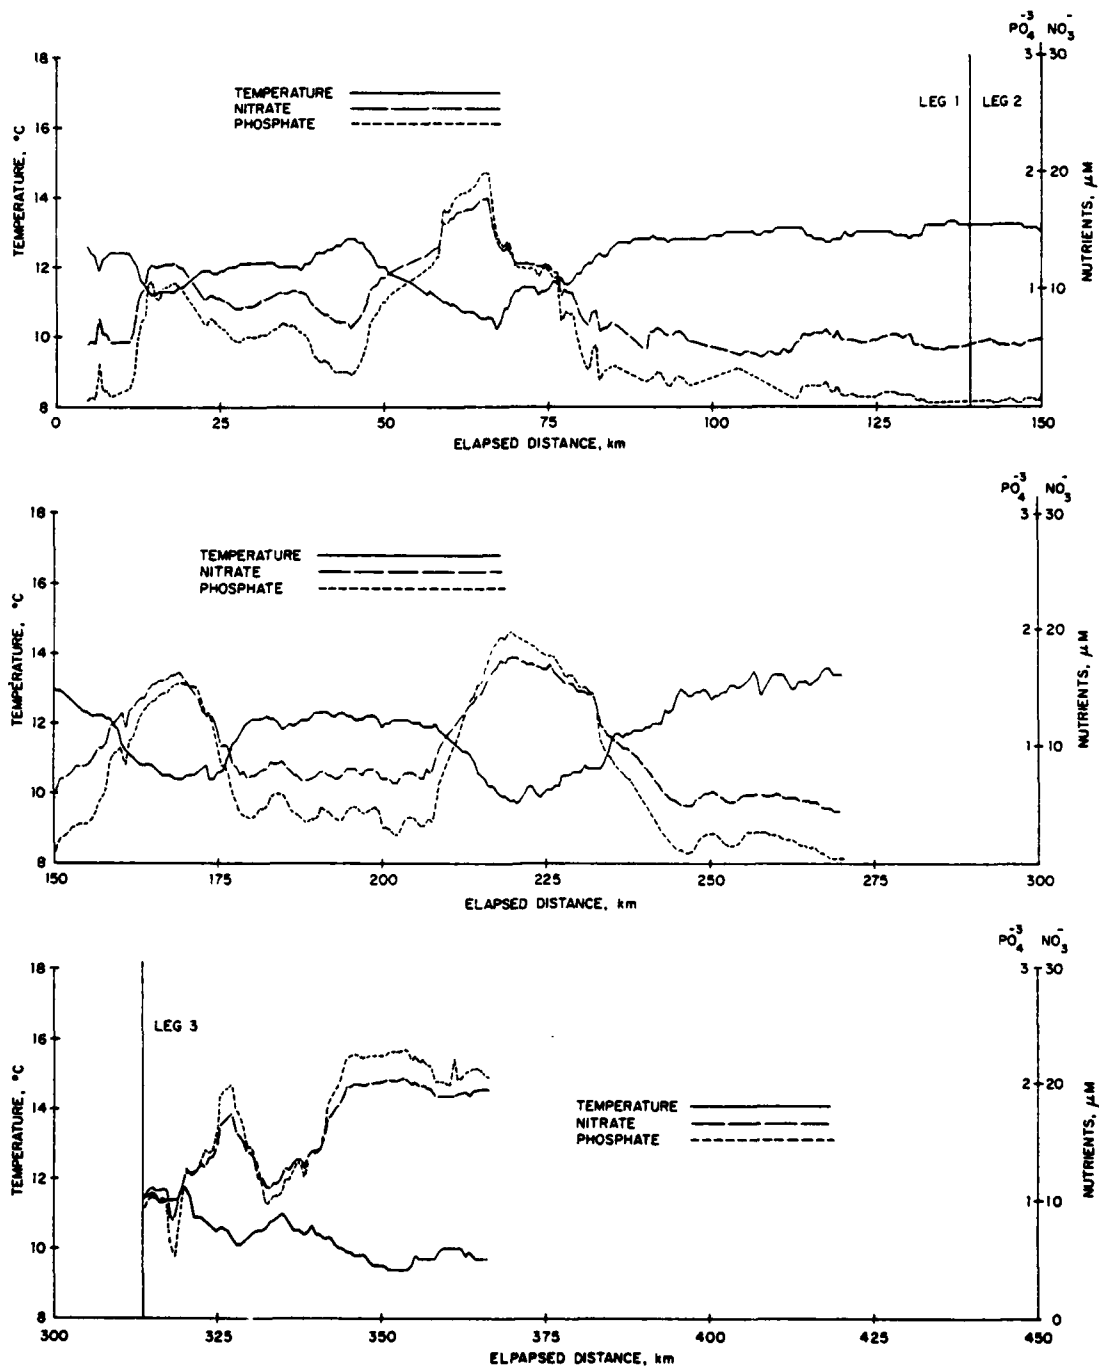 PO4-3 NO3-
18 3 30
TEMPERATURE
NITRATE
PHOSPHATE
LEG 1 LEG 2
16
2 20
14
TEMPERATURE, °C
NUTRIENTS, µM
12
1 10
10
8
0 25 50 75 100 125 150
ELAPSED DISTANCE, km
PO4-3 NO3-
18 3 30
TEMPERATURE
NITRATE
PHOSPHATE
16
2 20
14
TEMPERATURE, °C
NUTRIENTS, µM
12
1 10
10
8
150 175 200 225 250 275 300
ELAPSED DISTANCE, km
PO4-3 NO3-
18 3 30
LEG 3
16
2 20
14
TEMPERATURE
NITRATE
PHOSPHATE
TEMPERATURE, °C
NUTRIENTS, µM
12
1 10
10
8 0
300 325 350 375 400 425 450
ELPAPSED DISTANCE, km